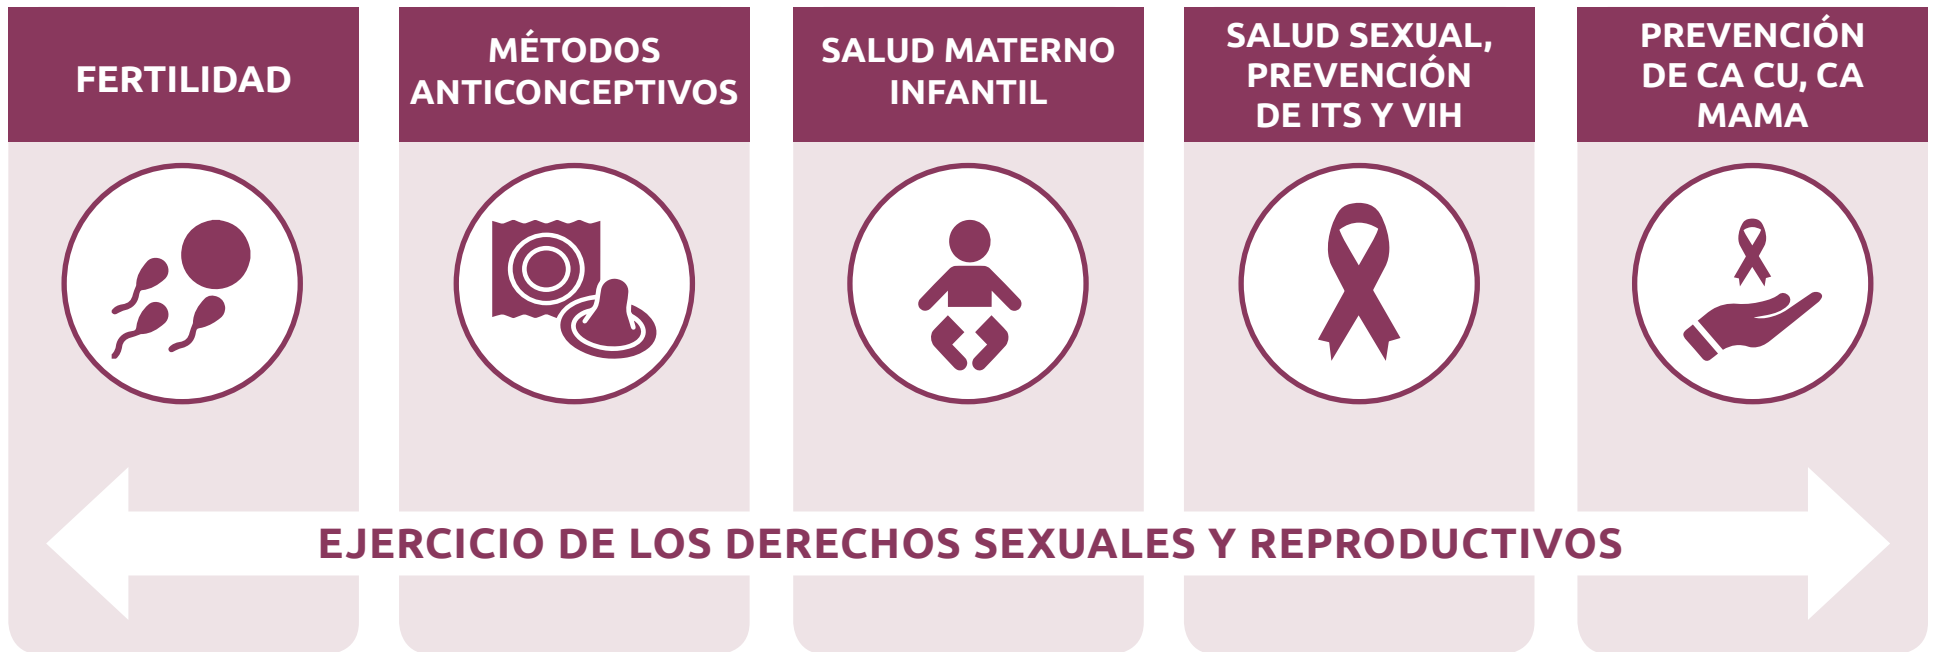 FERTILIDAD
MÉTODOS
ANTICONCEPTIVOS
SALUD MATERNO
INFANTIL
SALUD SEXUAL,
PREVENCIÓN
DE ITS Y VIH
PREVENCIÓN
DE CA CU, CA
MAMA
EJERCICIO DE LOS DERECHOS SEXUALES Y REPRODUCTIVOS